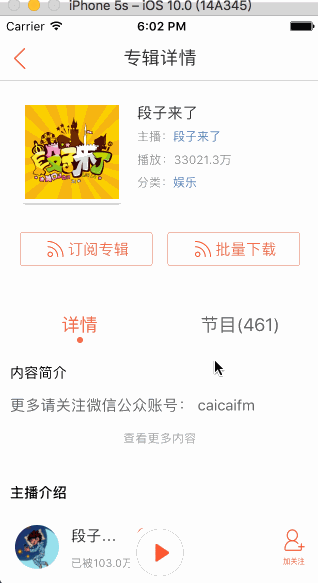 iPhone 5s – iOS 10.0 (14A345)
Carrier 6:02 PM
专辑详情
段子来了
段子来了
主播：段子来了
播放：33021.3万
分类：娱乐
订阅专辑 批量下载
详情 节目(461)
内容简介
更多请关注微信公众账号： caicaifm
查看更多内容
主播介绍
段子...
已被103.0万
加关注